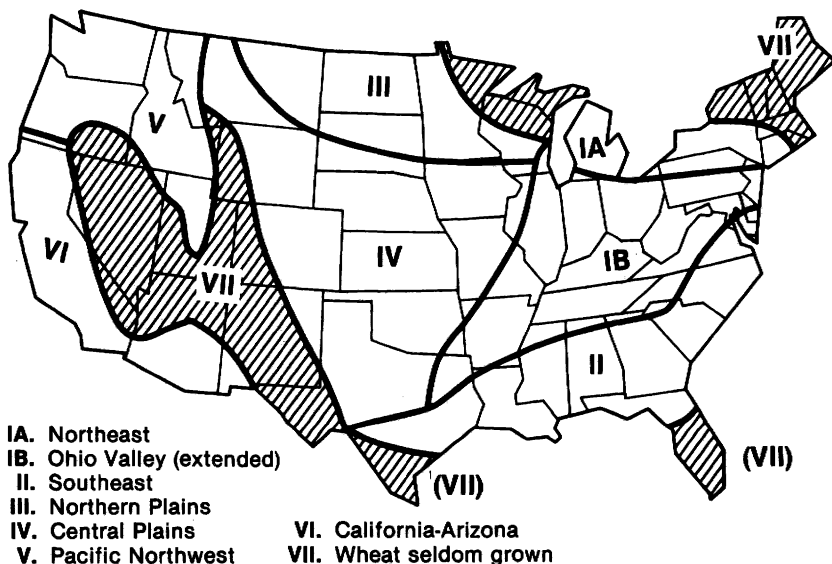 VII
III
IA
V
VI
VII
IV
IB
II
(VII)
(VII)
IA. Northeast
IB. Ohio Valley (extended)
II. Southeast
III. Northern Plains
IV. Central Plains
V. Pacific Northwest
VI. California-Arizona
VII. Wheat seldom grown